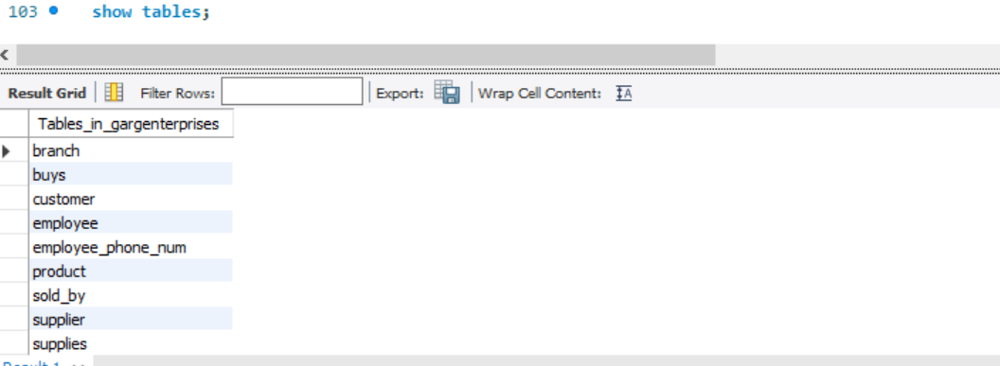 103 show tables;
Result Grid Filter Rows: Export: Wrap Cell Content: IA
Tables_in_gargenterprises
branch
buys
customer
employee
employee_phone_num
product
sold_by
supplier
supplies